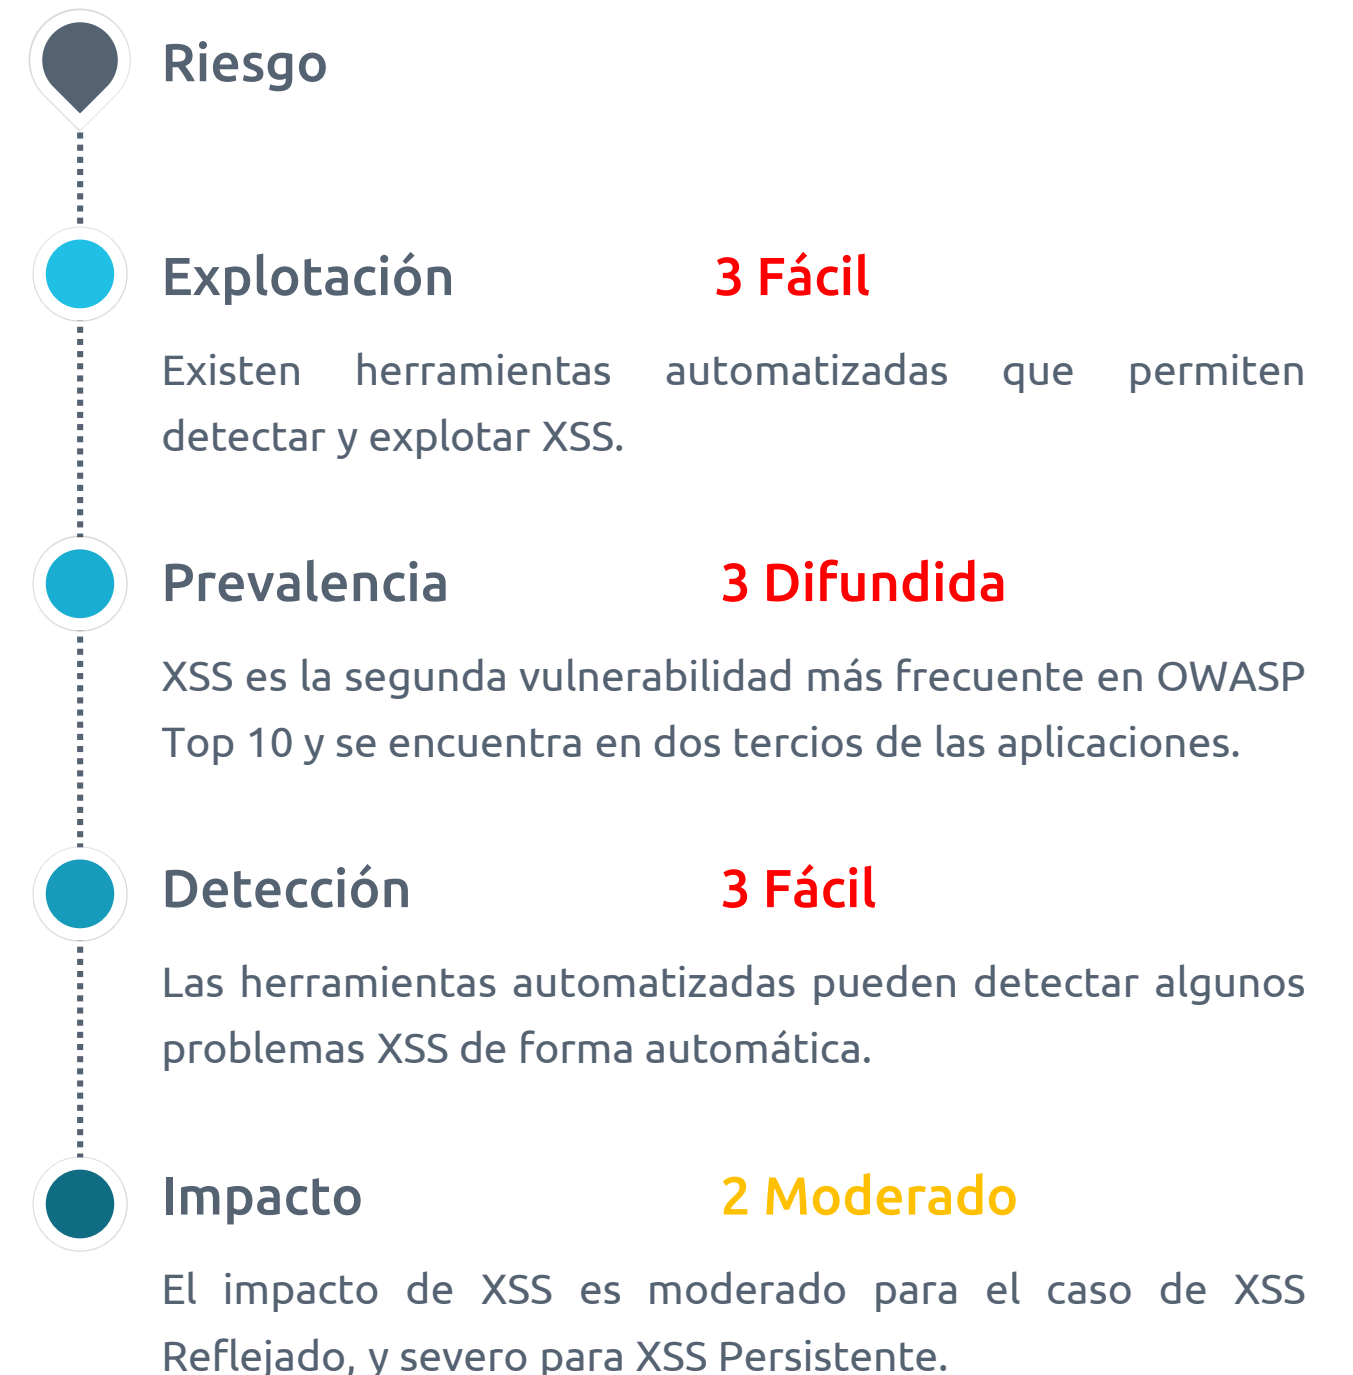 Riesgo
Explotación 3 Fácil
Existen herramientas automatizadas que permiten
detectar y explotar XSS.
Prevalencia 3 Difundida
XSS es la segunda vulnerabilidad más frecuente en OWASP
Top 10 y se encuentra en dos tercios de las aplicaciones.
Detección 3 Fácil
Las herramientas automatizadas pueden detectar algunos
problemas XSS de forma automática.
Impacto 2 Moderado
El impacto de XSS es moderado para el caso de XSS
Reflejado, y severo para XSS Persistente.